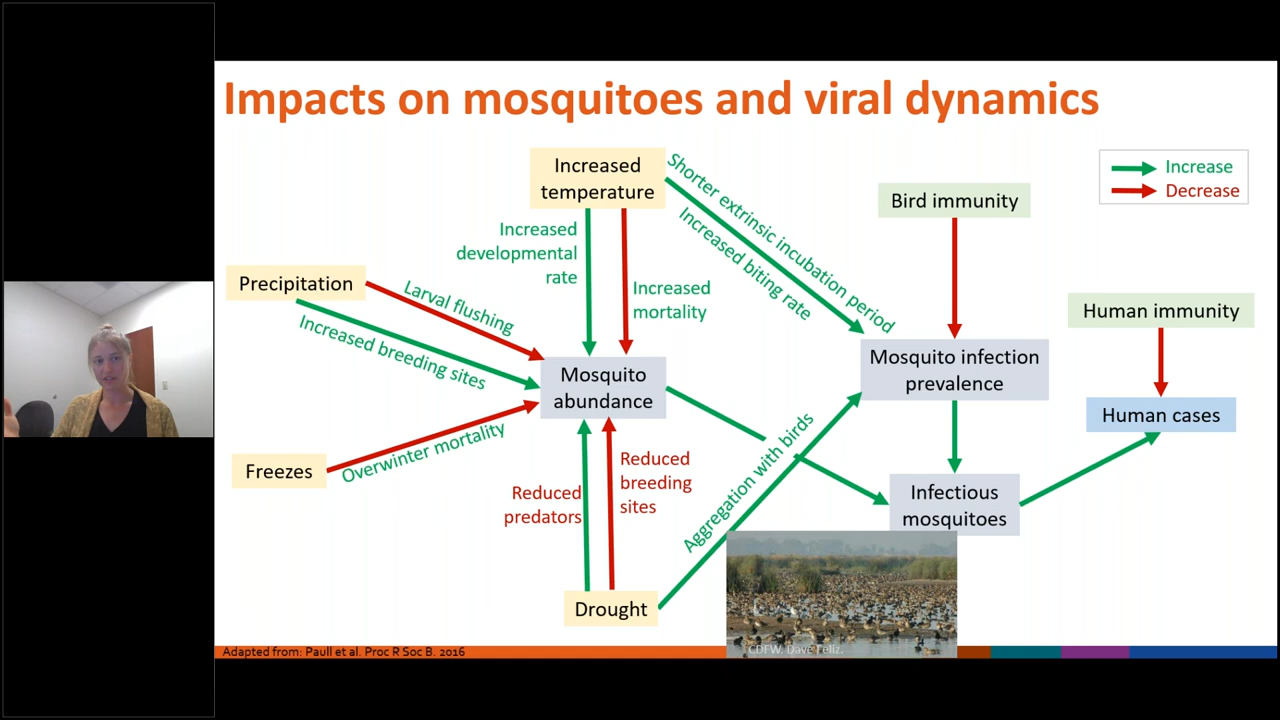 Impacts on mosquitoes and viral dynamics
Increased
temperature
Shorter extrinsic incubation period
Increased biting rate
Bird immunity
Increase
Decrease
Increased
developmental
rate
Increased
mortality
Precipitation
Larval flushing
Increased breeding sites
Human immunity
Mosquito
abundance
Mosquito infection
prevalence
Human cases
Freezes
Overwinter mortality
Reduced
predators
Reduced
breeding
sites
Aggregation with birds
Infectious
mosquitoes
Drought
CDFW. Dave Feliz.
Adapted from: Paull et al. Proc R Soc B. 2016